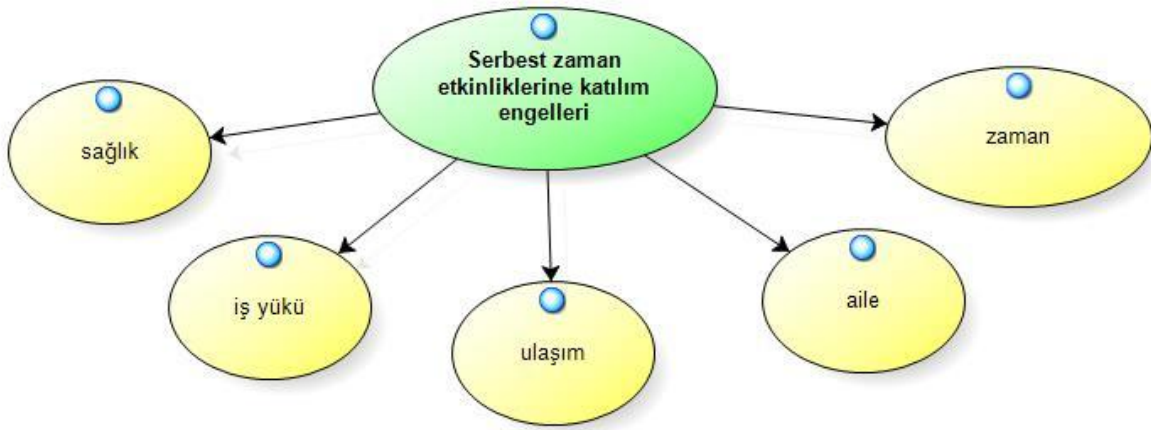 Serbest zaman
etkinliklerine katılım
engelleri
sağlık
iş yükü
ulaşım
aile
zaman